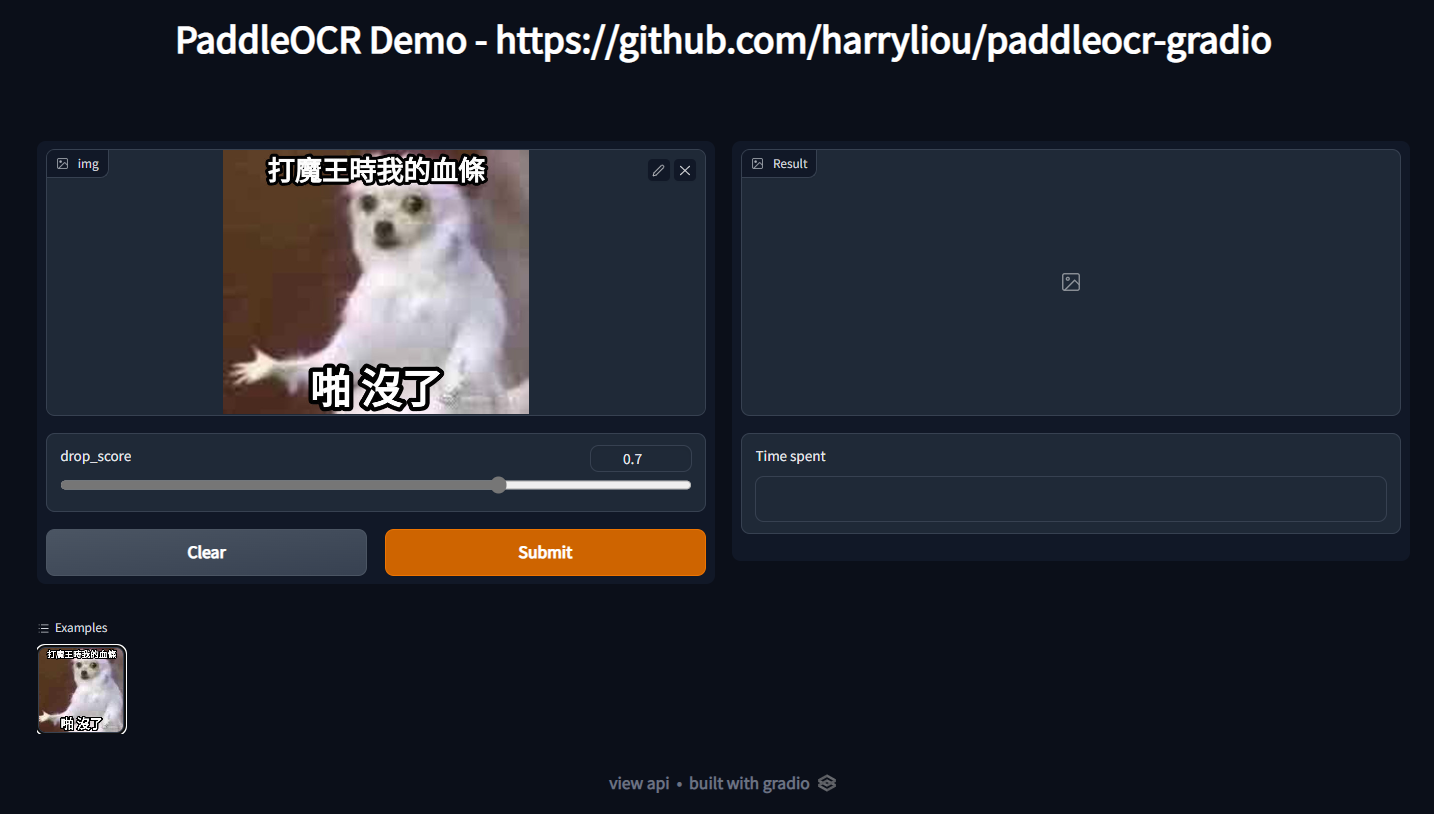 PaddleOCR Demo - https://github.com/harryliou/paddleocr-gradio
img
打魔王時我的血條
啪 沒了
Result
drop_score
0.7
Time spent
Clear
Submit
Examples
打魔王時我的血條
啪 沒了
view api • built with gradio